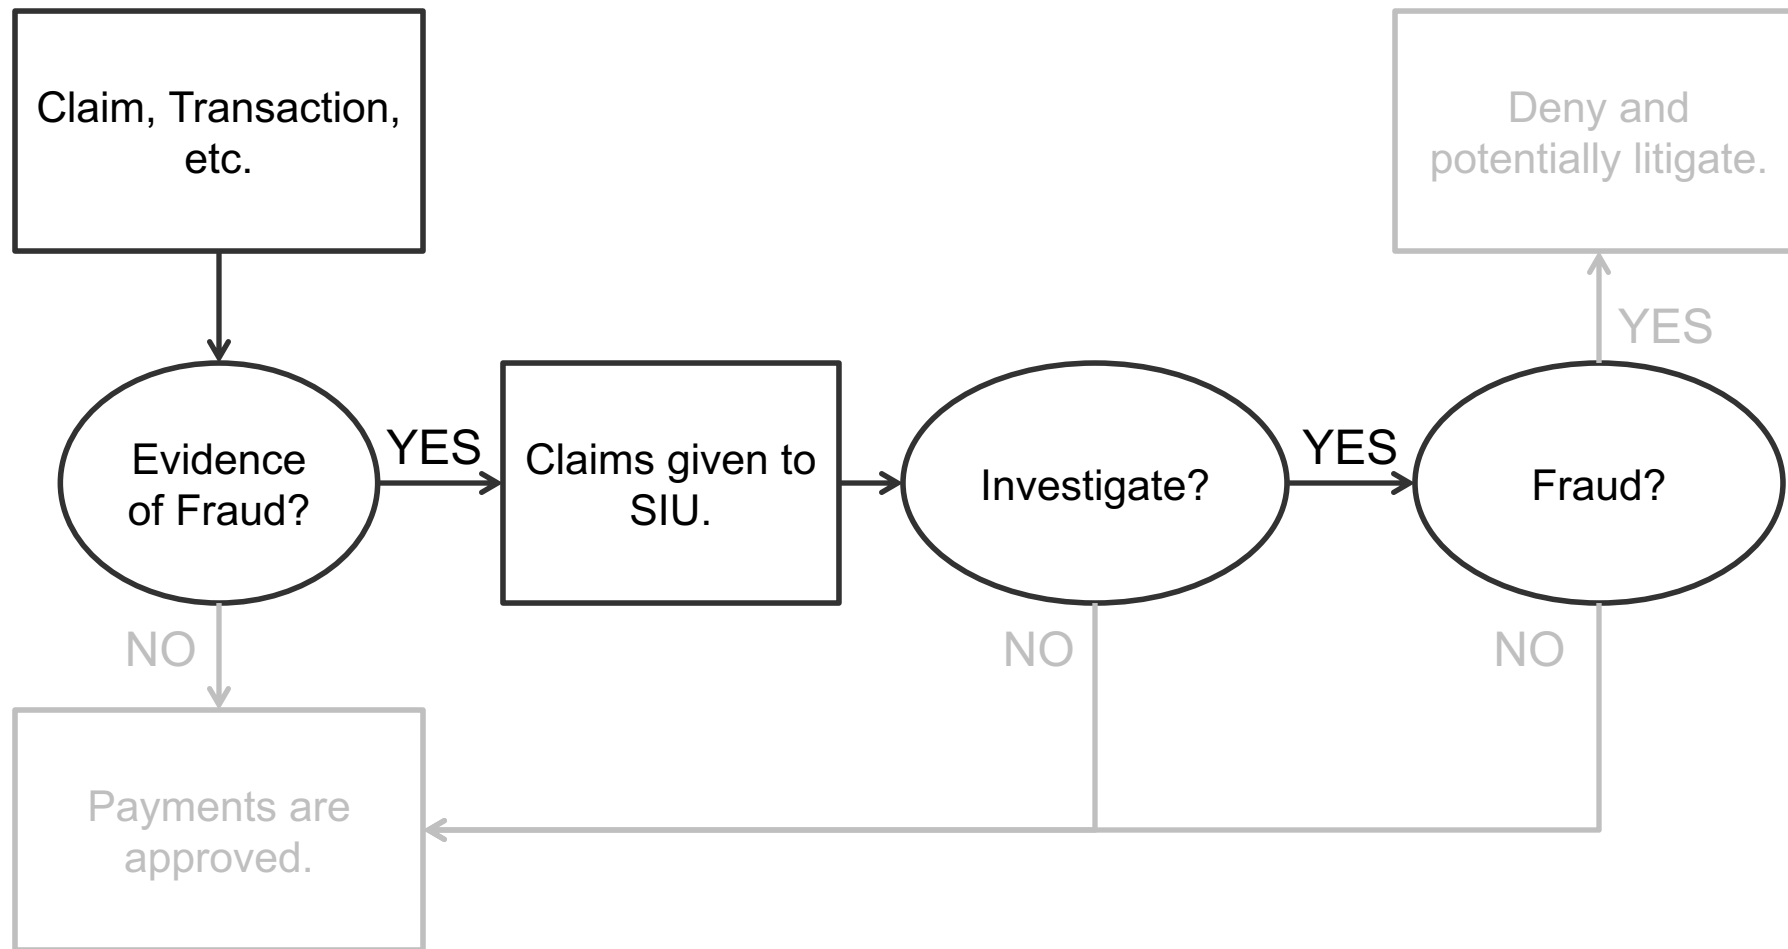 Claim, Transaction,
etc.
Deny and
potentially litigate.
YES
Evidence
of Fraud?
YES
Claims given to
SIU.
Investigate?
YES
Fraud?
NO
NO
NO
Payments are
approved.